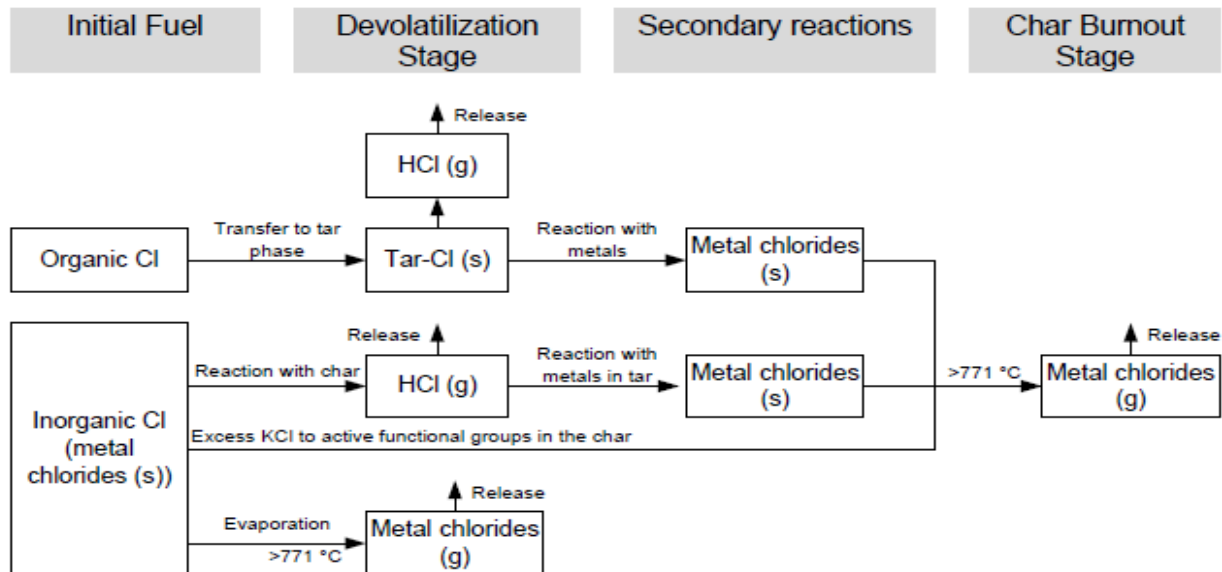 Initial Fuel
Devolatilization
Stage
Secondary reactions
Char Burnout
Stage
Release
HCl (g)
Organic Cl
Transfer to tar
phase
Tar-Cl (s)
Reaction with
metals
Metal chlorides
(s)
Inorganic Cl
(metal
chlorides (s))
Reaction with char
Release
HCl (g)
Reaction with
metals in tar
Metal chlorides
(s)
>771 °C
Release
Metal chlorides
(g)
Excess KCl to active functional groups in the char
Evaporation
>771 °C
Release
Metal chlorides
(g)